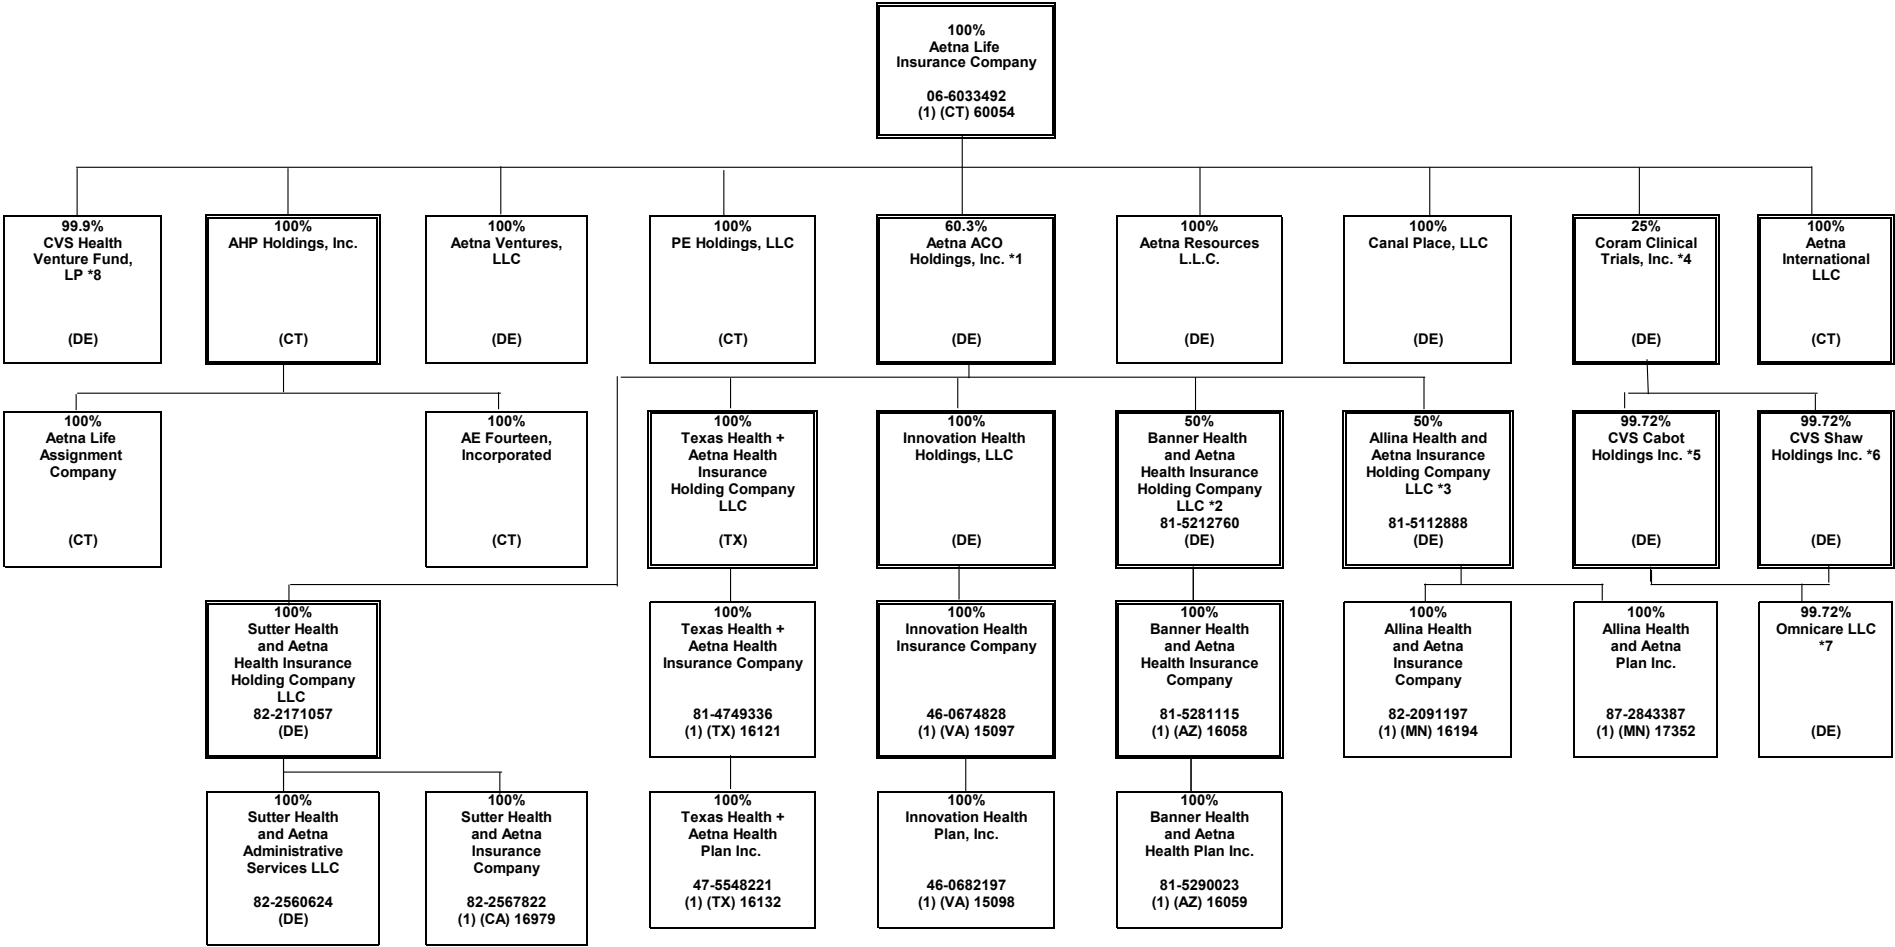 100%
Aetna Life
Insurance Company
06-6033492
(1) (CT) 60054
99.9%
CVS Health
Venture Fund,
LP *8
(DE)
100%
AHP Holdings, Inc.
(CT)
100%
Aetna Ventures,
LLC
(DE)
100%
PE Holdings, LLC
(CT)
60.3%
Aetna ACO
Holdings, Inc. *1
(DE)
100%
Aetna Resources
L.L.C.
(DE)
100%
Canal Place, LLC
(DE)
25%
Coram Clinical
Trials, Inc. *4
(DE)
100%
Aetna
International
LLC
(CT)
100%
Aetna Life
Assignment
Company
(CT)
100%
AE Fourteen,
Incorporated
(CT)
100%
Texas Health +
Aetna Health
Insurance
Holding Company
LLC
(TX)
100%
Innovation Health
Holdings, LLC
(DE)
50%
Banner Health
and Aetna
Health Insurance
Holding Company
LLC *2
81-5212760
(DE)
50%
Allina Health and
Aetna Insurance
Holding Company
LLC *3
81-5112888
(DE)
99.72%
CVS Cabot
Holdings Inc. *5
(DE)
99.72%
CVS Shaw
Holdings Inc. *6
(DE)
100%
Sutter Health
and Aetna
Health Insurance
Holding Company
LLC
82-2171057
(DE)
100%
Texas Health +
Aetna Health
Insurance Company
81-4749336
(1) (TX) 16121
100%
Innovation Health
Insurance Company
46-0674828
(1) (VA) 15097
100%
Banner Health
and Aetna
Health Insurance
Company
81-5281115
(1) (AZ) 16058
100%
Allina Health
and Aetna
Insurance
Company
82-2091197
(1) (MN) 16194
100%
Allina Health
and Aetna
Plan Inc.
87-2843387
(1) (MN) 17352
99.72%
Omnicare LLC
*7
(DE)
100%
Sutter Health
and Aetna
Administrative
Services LLC
82-2560624
(DE)
100%
Sutter Health
and Aetna
Insurance
Company
82-2567822
(1) (CA) 16979
100%
Texas Health +
Aetna Health
Plan Inc.
47-5548221
(1) (TX) 16132
100%
Innovation Health
Plan, Inc.
46-0682197
(1) (VA) 15098
100%
Banner Health
and Aetna
Health Plan Inc.
81-5290023
(1) (AZ) 16059